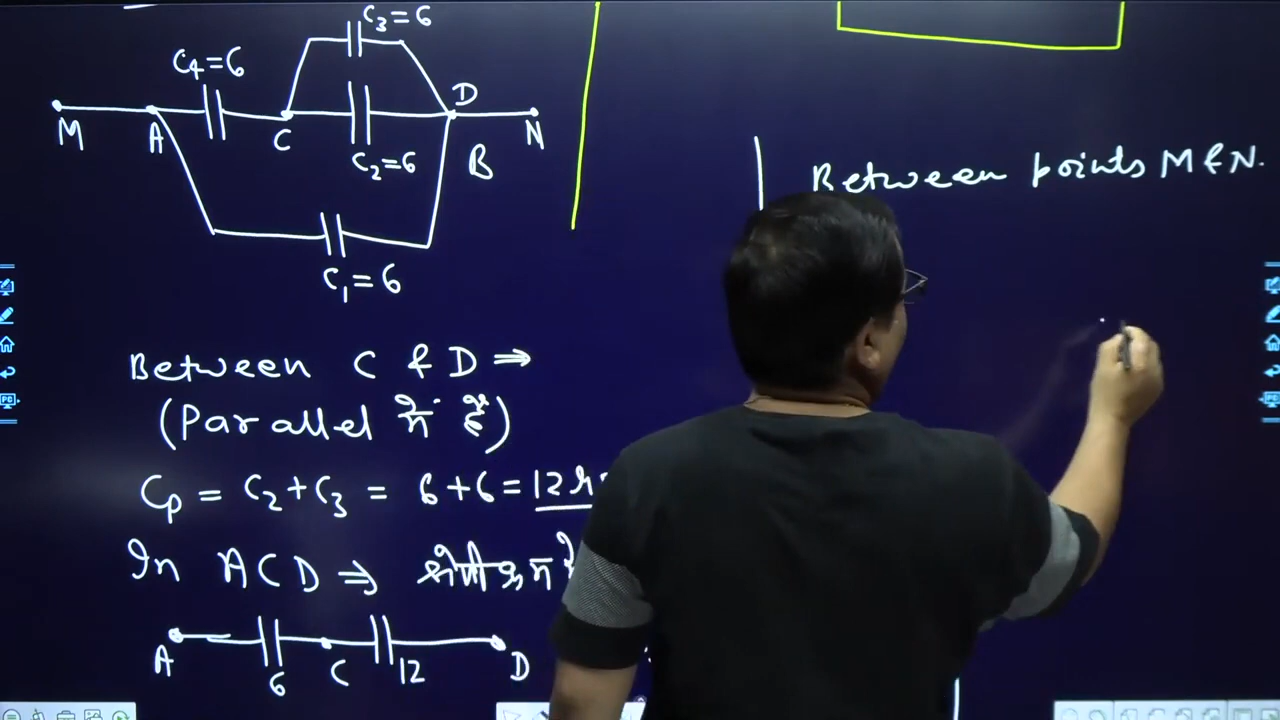 C₃=6
C₄=6
M A C D N
C₂=6 B
C₁=6
Between C & D ⇒
(Parallel में है)
Cp = C₂+C₃ = 6+6=12
In ACD ⇒
A 6 C 12 D
Between points M & N.